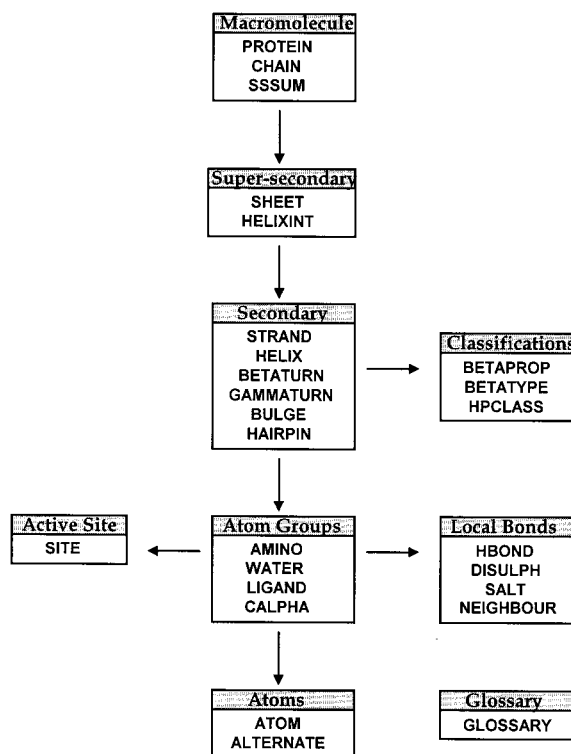 Macromolecule
PROTEIN
CHAIN
SSSUM
Super-secondary
SHEET
HELIXINT
Secondary
STRAND
HELIX
BETATURN
GAMMATURN
BULGE
HAIRPIN
Classifications
BETAPROP
BETATYPE
HPCLASS
Active Site
SITE
Atom Groups
AMINO
WATER
LIGAND
CALPHA
Local Bonds
HBOND
DISULPH
SALT
NEIGHBOUR
Atoms
ATOM
ALTERNATE
Glossary
GLOSSARY